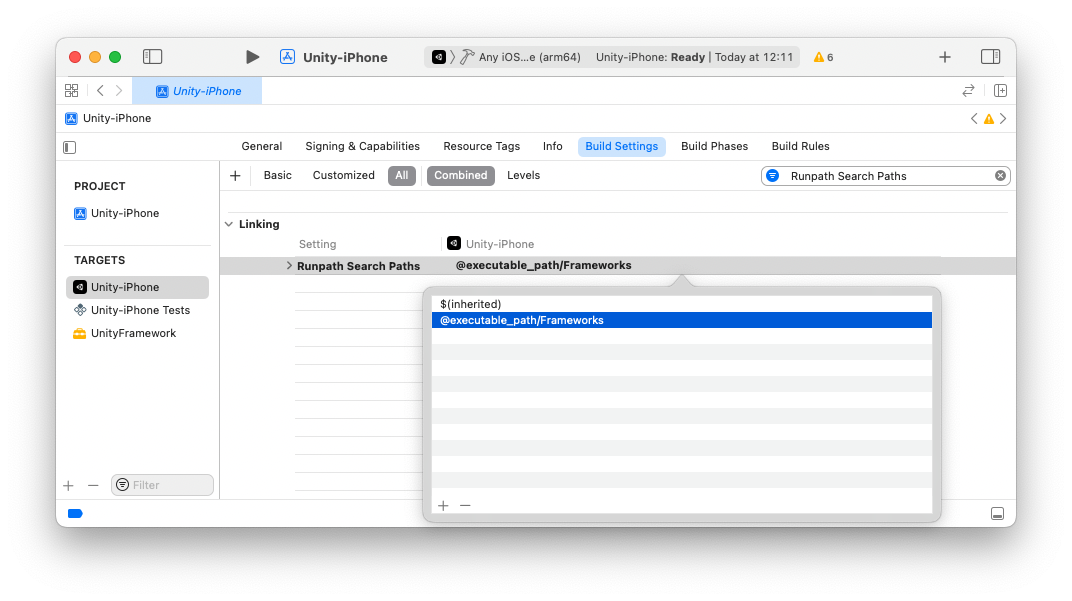 Unity-iPhone
Any iOS...e (arm64) Unity-iPhone: Ready | Today at 12:11 6
Unity-iPhone
Unity-iPhone
General Signing & Capabilities Resource Tags Info Build Settings Build Phases Build Rules
Basic Customized All Combined Levels Runpath Search Paths
PROJECT
Unity-iPhone
TARGETS
Unity-iPhone
Unity-iPhone Tests
UnityFramework
Filter
Linking
Setting Unity-iPhone
Runpath Search Paths @executable_path/Frameworks
$(inherited)
@executable_path/Frameworks